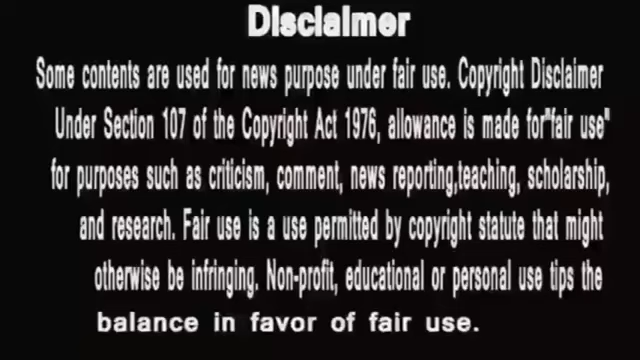 Disclaimer
Some contents are used for news purpose under fair use. Copyright Disclaimer
Under Section 107 of the Copyright Act 1976, allowance is made for"fair use"
for purposes such as criticism, comment, news reporting,teaching, scholarship,
and research. Fair use is a use permitted by copyright statute that might
otherwise be infringing. Non-profit, educational or personal use tips the
balance in favor of fair use.